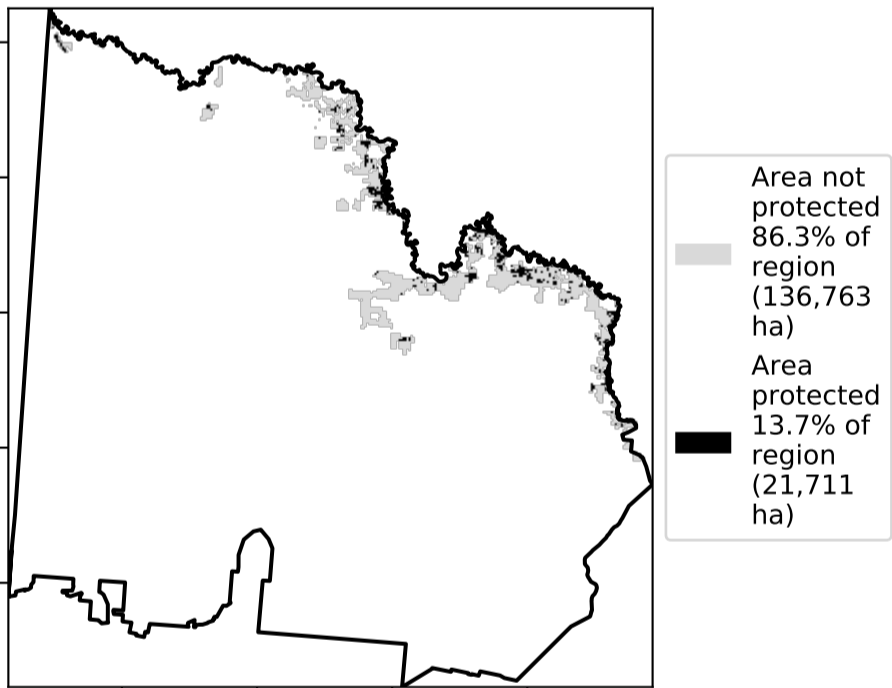 Area not
protected
86.3% of
region
(136,763
ha)
Area
protected
13.7% of
region
(21,711
ha)